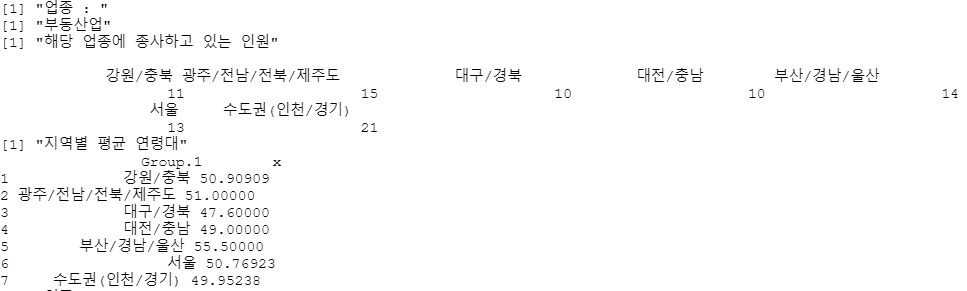 [1] "업종 : "
[1] "부동산업"
[1] "해당 업종에 종사하고 있는 인원"
강원/충북 광주/전남/전북/제주도 대구/경북 대전/충남 부산/경남/울산
11 15 10 10 14
서울 수도권(인천/경기)
13 21
[1] "지역별 평균 연령대"
Group.1 x
1 강원/충북 50.90909
2 광주/전남/전북/제주도 51.00000
3 대구/경북 47.60000
4 대전/충남 49.00000
5 부산/경남/울산 55.50000
6 서울 50.76923
7 수도권(인천/경기) 49.95238